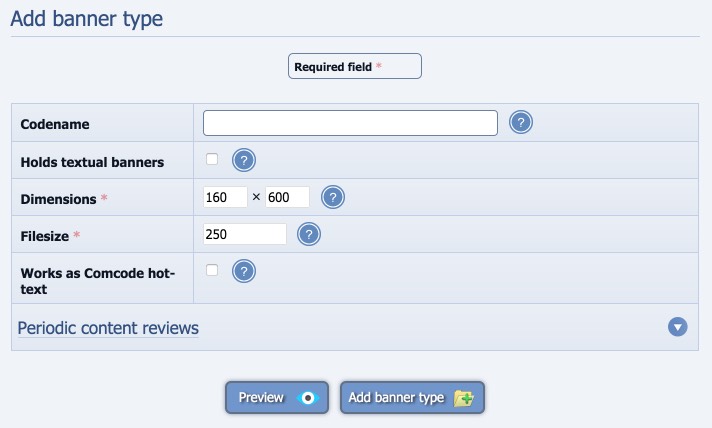 Add banner type
Required field *
Codename ?
Holds textual banners ?
Dimensions * 160 × 600 ?
Filesize * 250 ?
Works as Comcode hot-
text ?
Periodic content reviews
Preview Add banner type